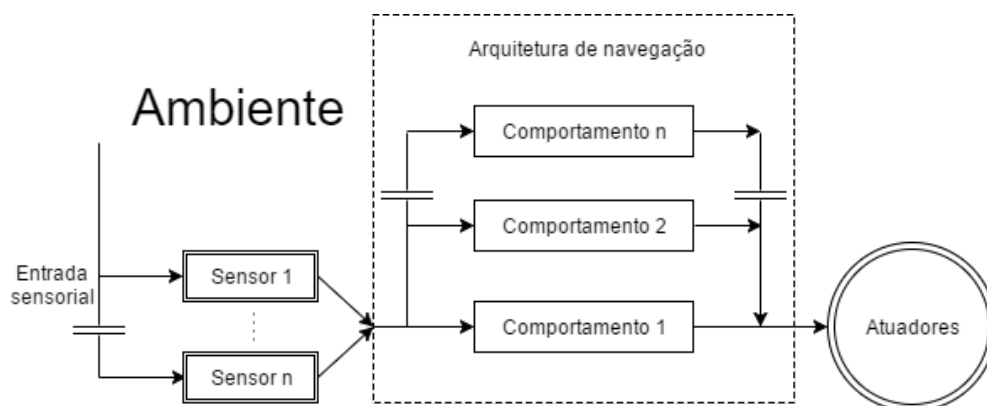 Arquitetura de navegação
Ambiente
Comportamento n
Comportamento 2
Entrada
sensorial
Sensor 1
Comportamento 1
Atuadores
Sensor n